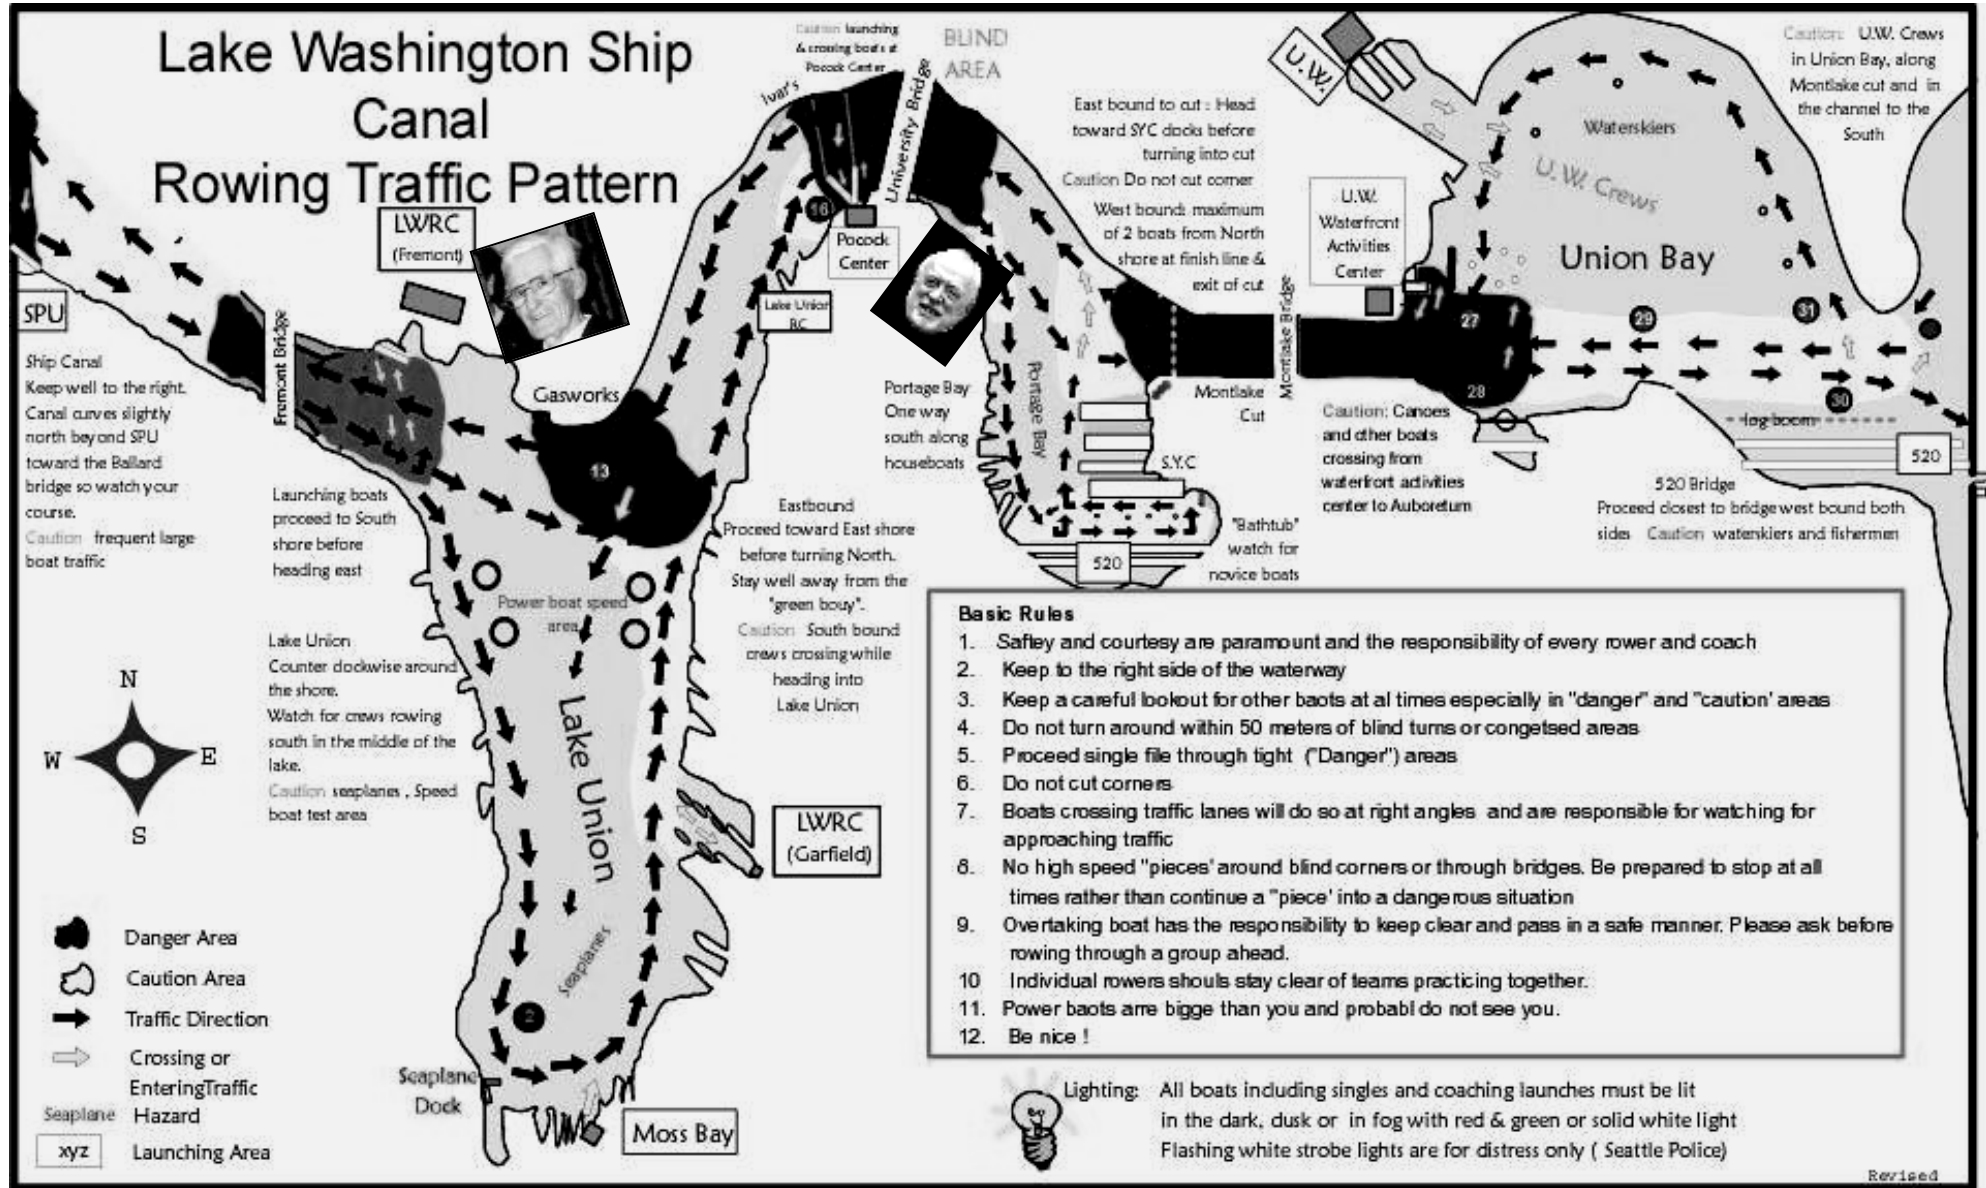 Lake Washington Ship
Canal
Rowing Traffic Pattern
Caution launching
& crossing boats at
Pocock Center
BLIND
AREA
Ivar's
University Bridge
East bound to cut : Head
toward SYC docks before
turning into cut
Caution Do not cut corner
West bound: maximum
of 2 boats from North
shore at finish line &
exit of cut
U.W.
Caution: U.W. Crews
in Union Bay, along
Montlake cut and in
the channel to the
South
Waterskiers
U.W. Crews
Union Bay
U.W.
Waterfront
Activities
Center
LWRC
(Fremont)
16
Pocock
Center
Lake Union
RC
SPU
Fremont Bridge
Gasworks
13
Ship Canal
Keep well to the right.
Canal curves slightly
north beyond SPU
toward the Ballard
bridge so watch your
course.
Caution frequent large
boat traffic
Launching boats
proceed to South
shore before
heading east
Portage Bay
One way
south along
houseboats
Portage Bay
Montlake
Cut
Montlake Bridge
27
28
29
31
30
log boom
520
S.Y.C
Caution: Canoes
and other boats
crossing from
waterfront activities
center to Auboretum
520 Bridge
Proceed closest to bridge west bound both
sides Caution waterskiers and fishermen
"Bathtub"
watch for
novice boats
520
Eastbound
Proceed toward East shore
before turning North.
Stay well away from the
"green bouy".
Caution South bound
crews crossing while
heading into
Lake Union
Power boat speed
area
Lake Union
Counter clockwise around
the shore.
Watch for crews rowing
south in the middle of the
lake.
Caution seaplanes , Speed
boat test area
Lake Union
LWRC
(Garfield)
Seaplanes
2
Seaplane
Dock
Moss Bay
N
W
E
S
Danger Area
Caution Area
Traffic Direction
Crossing or
EnteringTraffic
Seaplane Hazard
xyz Launching Area
Basic Rules
1. Saftey and courtesy are paramount and the responsibility of every rower and coach
2. Keep to the right side of the waterway
3. Keep a careful lookout for other baots at al times especially in "danger" and "caution' areas
4. Do not turn around within 50 meters of blind turns or congetsed areas
5. Proceed single file through tight ("Danger") areas
6. Do not cut corners
7. Boats crossing traffic lanes will do so at right angles and are responsible for watching for
approaching traffic
8. No high speed "pieces' around blind corners or through bridges. Be prepared to stop at all
times rather than continue a "piece' into a dangerous situation
9. Overtaking boat has the responsibility to keep clear and pass in a safe manner. Please ask before
rowing through a group ahead.
10 Individual rowers shouls stay clear of teams practicing together.
11. Power baots arre bigge than you and probabl do not see you.
12. Be nice !
Lighting: All boats including singles and coaching launches must be lit
in the dark, dusk or in fog with red & green or solid white light
Flashing white strobe lights are for distress only ( Seattle Police)
Revised